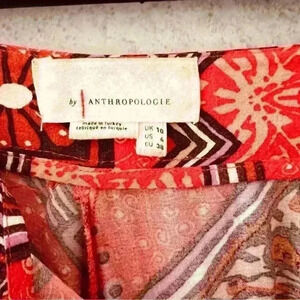 by ANTHROPOLOGIE
made in Turkey
fabriqué en turquie
UK 10
US 6
EU 38